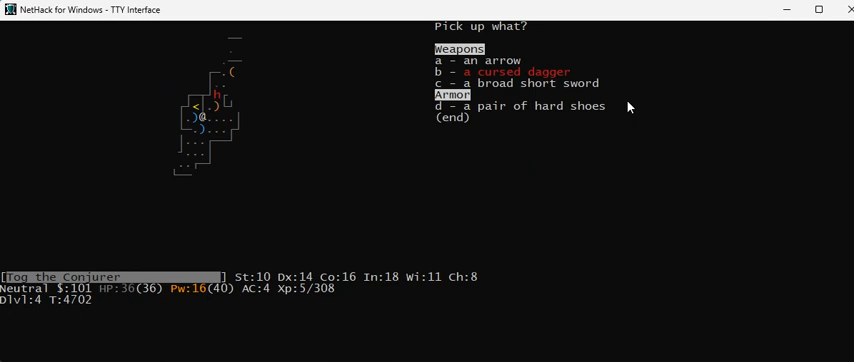 NetHack for Windows - TTY Interface
Pick up what?
Weapons
a - an arrow
b - a cursed dagger
c - a broad short sword
Armor
d - a pair of hard shoes
(end)
[Tog the Conjurer ] St:10 Dx:14 Co:16 In:18 Wi:11 Ch:8
Neutral $:101 HP:36(36) Pw:16(40) AC:4 Xp:5/308
Dlvl:4 T:4702